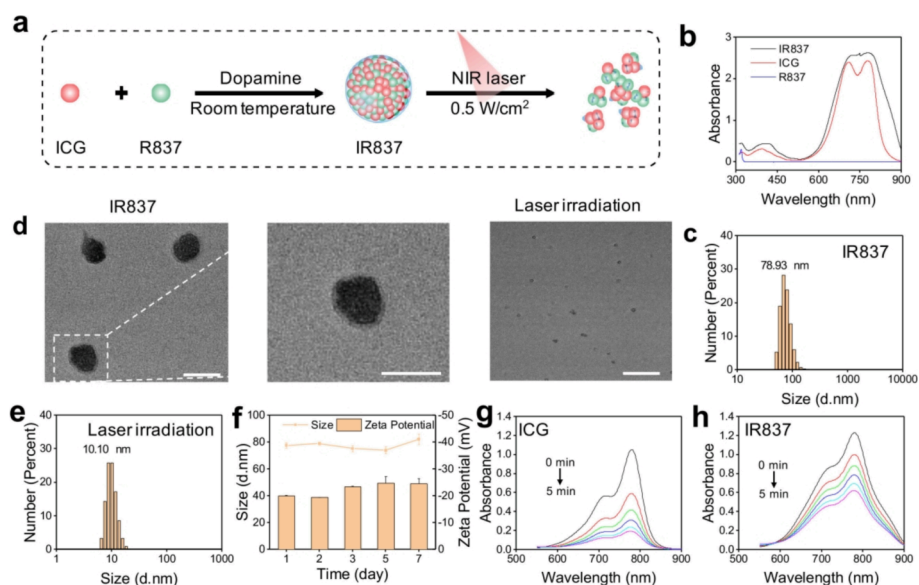 a
Dopamine
Room temperature
NIR laser
0.5 W/cm²
+
ICG
R837
IR837
b
IR837
ICG
R837
Absorbance
3
2
1
0
300
450
600
750
900
Wavelength (nm)
d
IR837
Laser irradiation
c
IR837
78.93 nm
Number (Percent)
40
30
20
10
0
10
100
1000
10000
Size (d.nm)
e
Laser irradiation
10.10 nm
Number (Percent)
40
30
20
10
0
1
10
100
1000
Size (d.nm)
f
Size
Zeta Potential
Size (d.nm)
100
80
60
40
20
0
-50
-40
-30
-20
-10
0
Zeta Potential (mV)
1
2
3
5
7
Time (day)
g
ICG
0 min
5 min
Absorbance
1.4
1.2
1.0
0.8
0.6
0.4
0.2
0.0
500
600
700
800
900
Wavelength (nm)
h
IR837
0 min
5 min
Absorbance
1.4
1.2
1.0
0.8
0.6
0.4
0.2
0.0
500
600
700
800
900
Wavelength (nm)